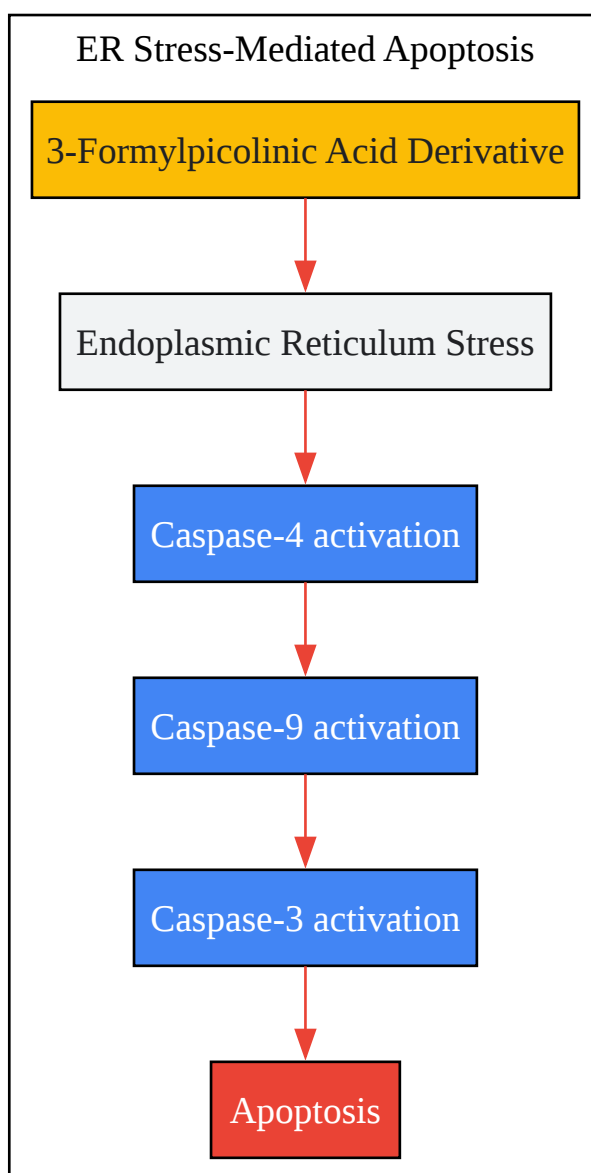 ER Stress-Mediated Apoptosis
3-Formylpicolinic Acid Derivative
Endoplasmic Reticulum Stress
Caspase-4 activation
Caspase-9 activation
Caspase-3 activation
Apoptosis